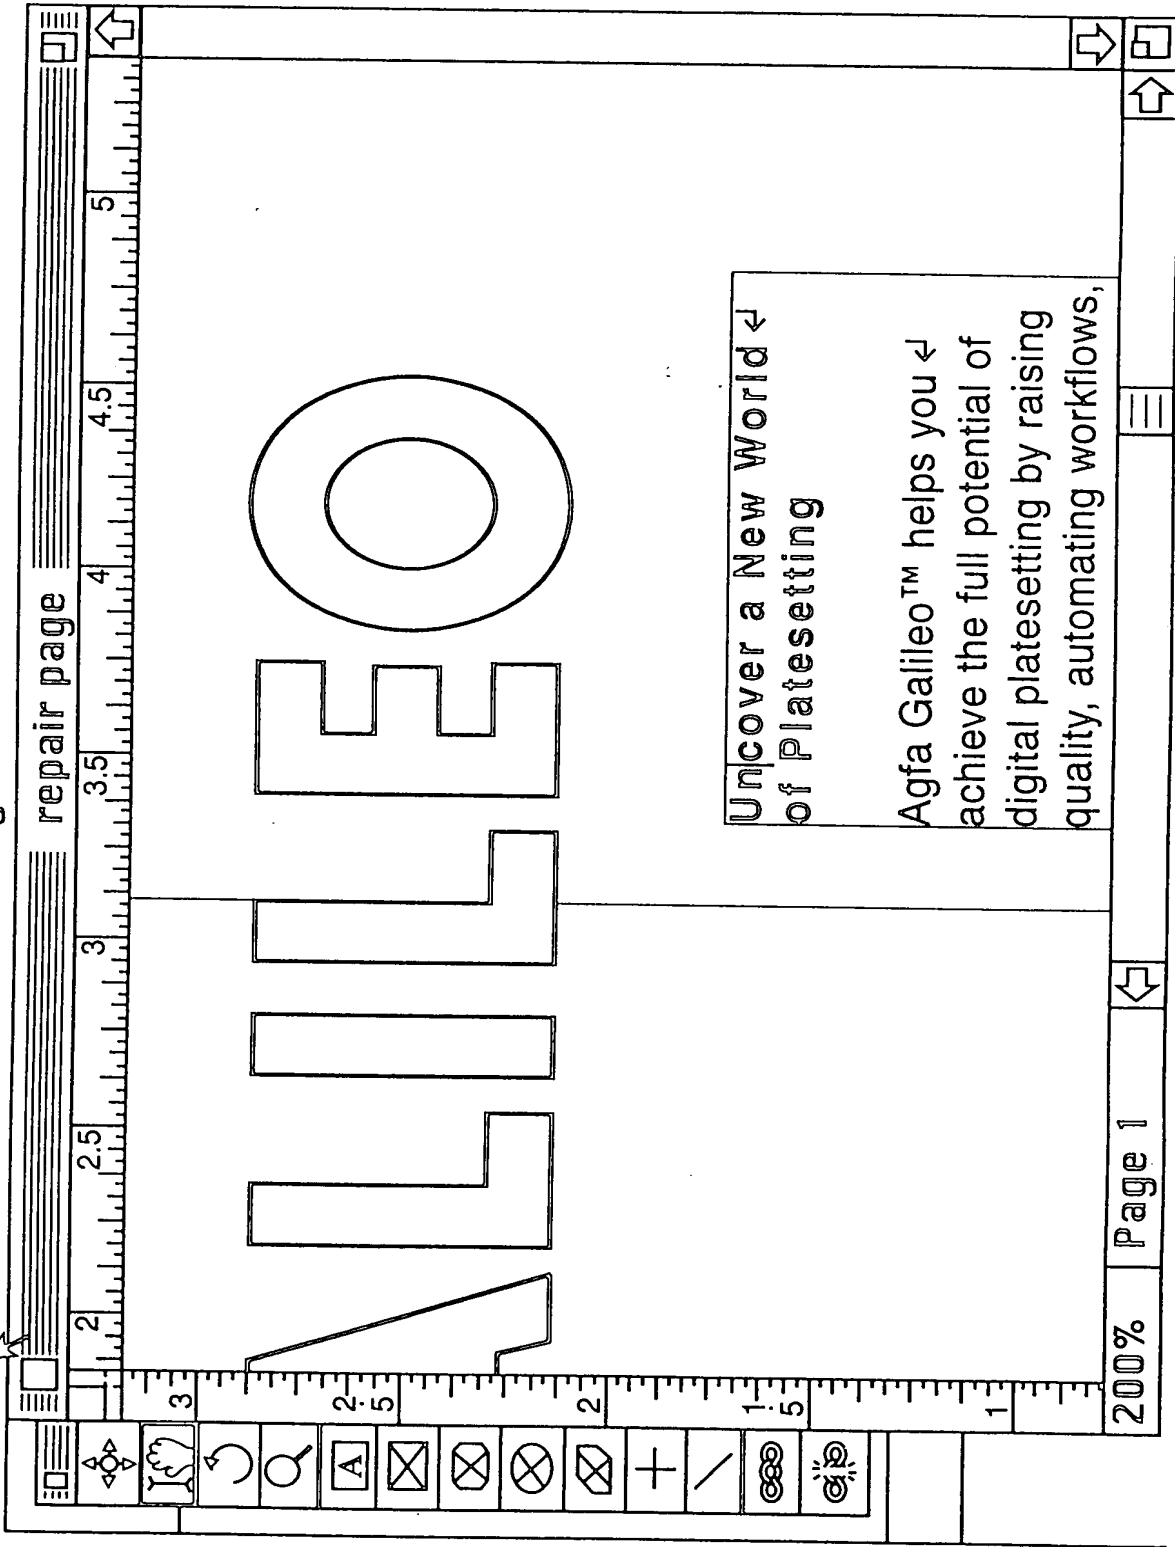 repair page
2 2.5 3 3.5 4 4.5 5
3
2.5
2
1.5
1
A
ALILEO
Uncover a New World ↵
of Platesetting
Agfa Galileo™ helps you ↵
achieve the full potential of
digital platesetting by raising
quality, automating workflows,
200% Page 1